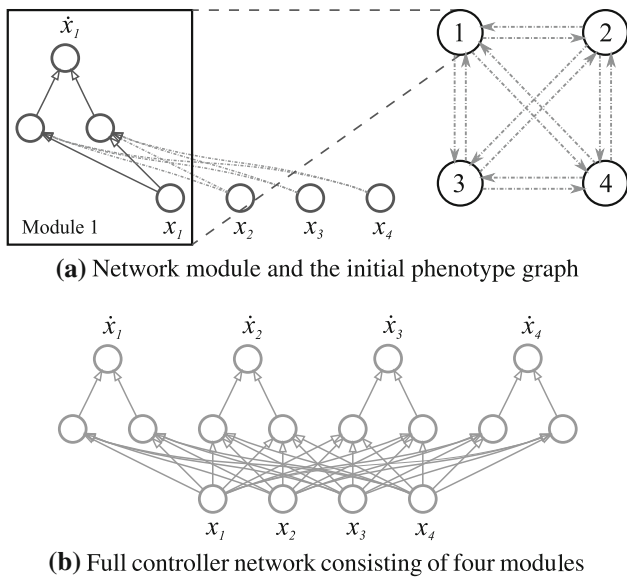 ẋ1
1 2
3 4
Module 1
x1 x2 x3 x4
(a) Network module and the initial phenotype graph
ẋ1 ẋ2 ẋ3 ẋ4
x1 x2 x3 x4
(b) Full controller network consisting of four modules